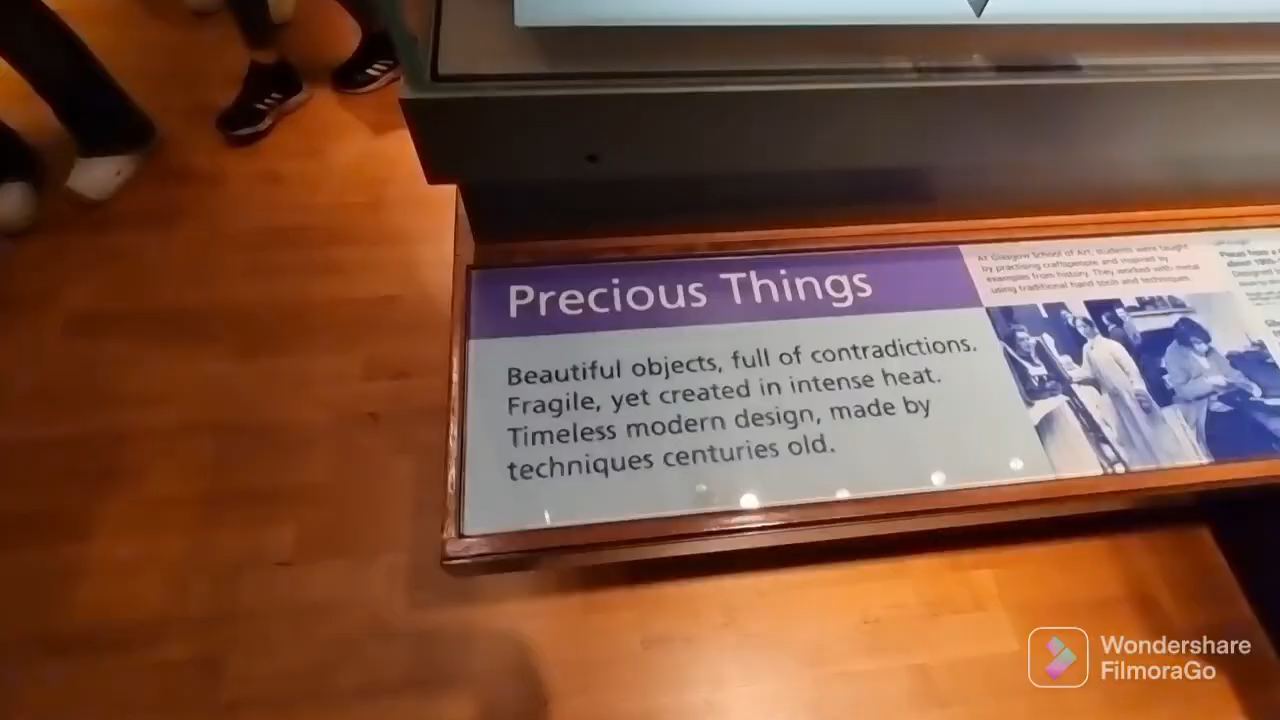 Precious Things
Beautiful objects, full of contradictions.
Fragile, yet created in intense heat.
Timeless modern design, made by
techniques centuries old.
At Glasgow School of Art, students were taught
by practising craftspeople and inspired by
examples from history. They worked with metal
using traditional hand tools and techniques.
Wondershare
FilmoraGo